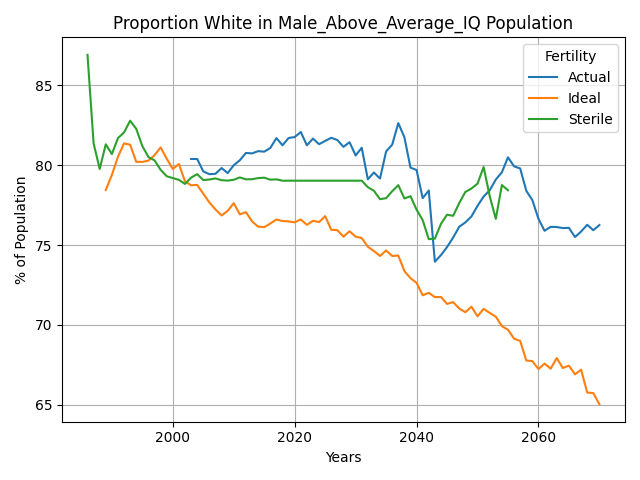 Proportion White in Male_Above_Average_IQ Population
% of Population
85
80
75
70
65
2000
2020
2040
2060
Years
Fertility
Actual
Ideal
Sterile